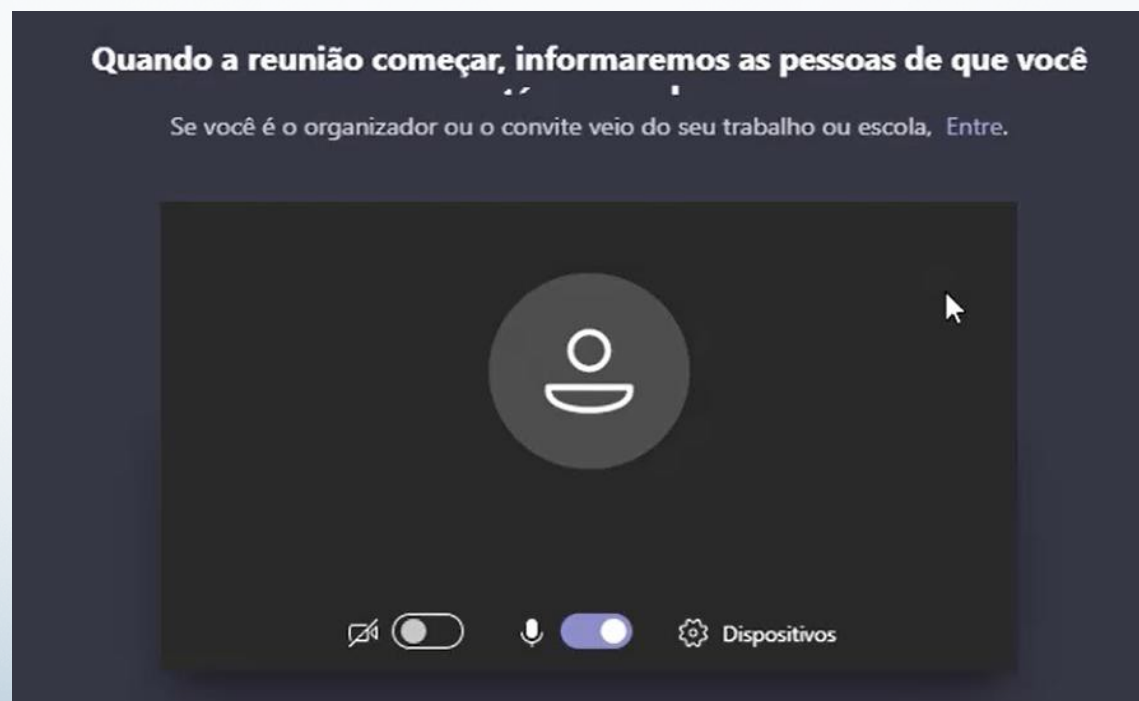 Quando a reunião começar, informaremos as pessoas de que você
Se você é o organizador ou o convite veio do seu trabalho ou escola, Entre.
Dispositivos